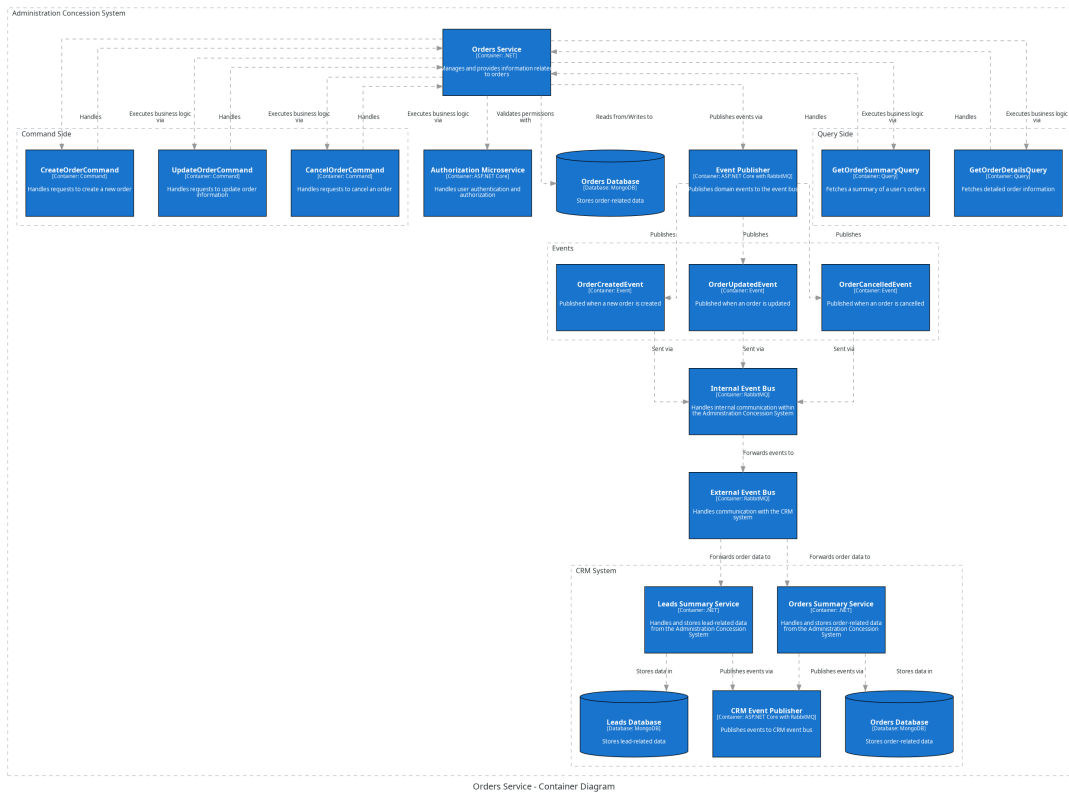 Administration Concession System
Orders Service
[Container: .NET]
Manages and provides information related
to orders
Handles
Executes business logic
via
Handles
Executes business logic
via
Handles
Executes business logic
via
Validates permissions
with
Reads from/Writes to
Publishes events via
Handles
Executes business logic
via
Handles
Executes business logic
via
Command Side
Query Side
CreateOrderCommand
[Container: Command]
Handles requests to create a new order
UpdateOrderCommand
[Container: Command]
Handles requests to update order
information
CancelOrderCommand
[Container: Command]
Handles requests to cancel an order
Authorization Microservice
[Container: ASP.NET Core]
Handles user authentication and
authorization
Orders Database
[Database: MongoDB]
Stores order-related data
Event Publisher
[Container: ASP.NET Core with RabbitMQ]
Publishes domain events to the event bus
GetOrderSummaryQuery
[Container: Query]
Fetches a summary of a user's orders
GetOrderDetailsQuery
[Container: Query]
Fetches detailed order information
Publishes
Publishes
Publishes
Events
OrderCreatedEvent
[Container: Event]
Published when a new order is created
OrderUpdatedEvent
[Container: Event]
Published when an order is updated
OrderCancelledEvent
[Container: Event]
Published when an order is cancelled
Sent via
Sent via
Sent via
Internal Event Bus
[Container: RabbitMQ]
Handles internal communication within
the Administration Concession System
Forwards events to
External Event Bus
[Container: RabbitMQ]
Handles communication with the CRM
system
Forwards order data to
Forwards order data to
CRM System
Leads Summary Service
[Container: .NET]
Handles and stores lead-related data
from the Administration Concession
System
Orders Summary Service
[Container: .NET]
Handles and stores order-related data
from the Administration Concession
System
Stores data in
Publishes events via
Publishes events via
Stores data in
Leads Database
[Database: MongoDB]
Stores lead-related data
CRM Event Publisher
[Container: ASP.NET Core with RabbitMQ]
Publishes events to CRM event bus
Orders Database
[Database: MongoDB]
Stores order-related data
Orders Service - Container Diagram